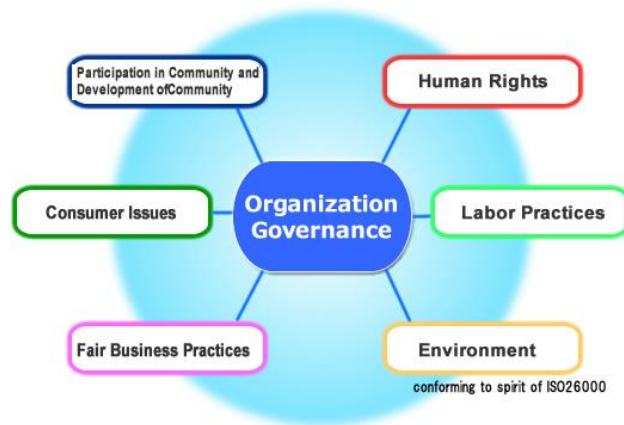 Participation in Community and
Development ofCommunity
Human Rights
Consumer Issues
Organization
Governance
Labor Practices
Fair Business Practices
Environment
conforming to spirit of ISO26000